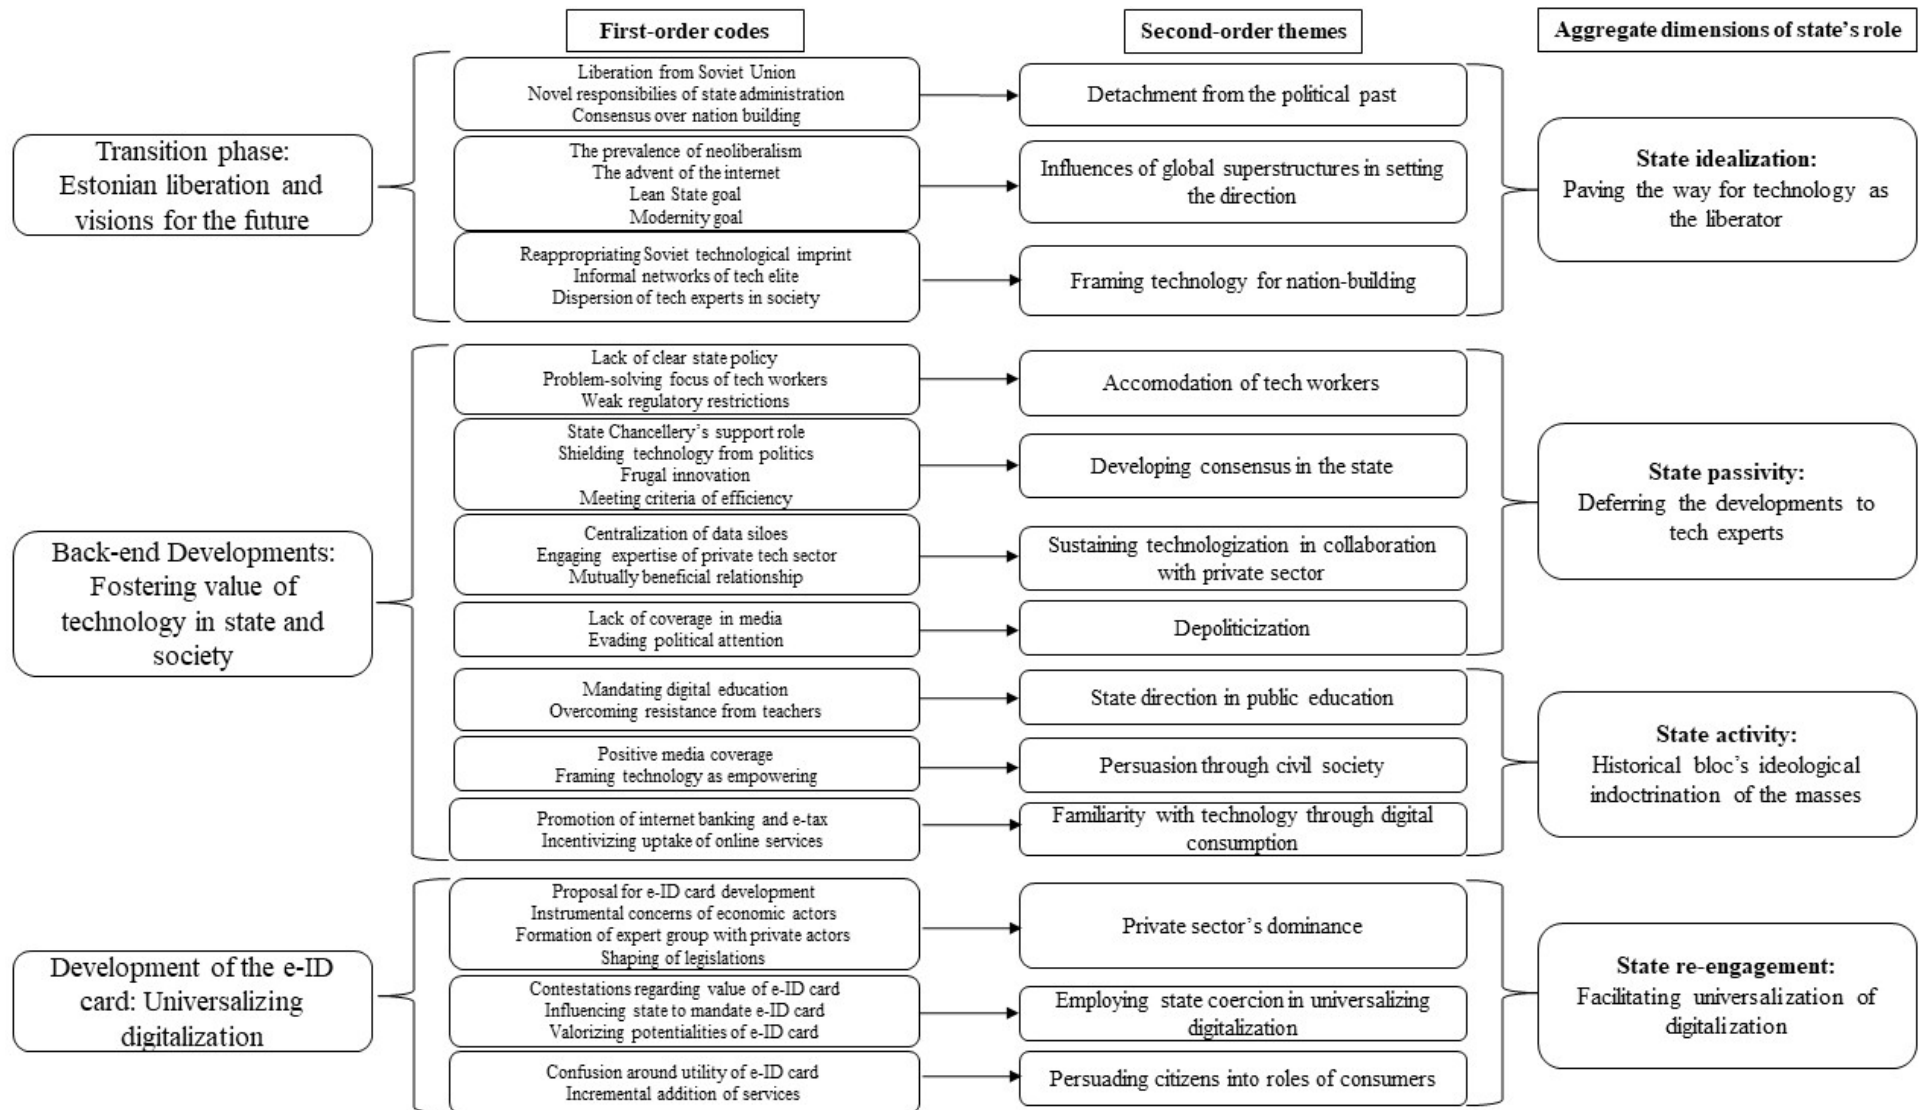 First-order codes
Second-order themes
Aggregate dimensions of state's role
Transition phase:
Estonian liberation and
visions for the future
Liberation from Soviet Union
Novel responsibilies of state administration
Consensus over nation building
Detachment from the political past
The prevalence of neoliberalism
The advent of the internet
Lean State goal
Modernity goal
Influences of global superstructures in setting
the direction
Reappropriating Soviet technological imprint
Informal networks of tech elite
Dispersion of tech experts in society
Framing technology for nation-building
State idealization:
Paving the way for technology as
the liberator
Back-end Developments:
Fostering value of
technology in state and
society
Lack of clear state policy
Problem-solving focus of tech workers
Weak regulatory restrictions
Accomodation of tech workers
State Chancellery's support role
Shielding technology from politics
Frugal innovation
Meeting criteria of efficiency
Developing consensus in the state
Centralization of data siloes
Engaging expertise of private tech sector
Mutually beneficial relationship
Sustaining technologization in collaboration
with private sector
Lack of coverage in media
Evading political attention
Depoliticization
State passivity:
Deferring the developments to
tech experts
Mandating digital education
Overcoming resistance from teachers
State direction in public education
Positive media coverage
Framing technology as empowering
Persuasion through civil society
Promotion of internet banking and e-tax
Incentivizing uptake of online services
Familiarity with technology through digital
consumption
State activity:
Historical bloc's ideological
indoctrination of the masses
Development of the e-ID
card: Universalizing
digitalization
Proposal for e-ID card development
Instrumental concerns of economic actors
Formation of expert group with private actors
Shaping of legislations
Private sector's dominance
Contestations regarding value of e-ID card
Influencing state to mandate e-ID card
Valorizing potentialities of e-ID card
Employing state coercion in universalizing
digitalization
Confusion around utility of e-ID card
Incremental addition of services
Persuading citizens into roles of consumers
State re-engagement:
Facilitating universalization of
digitalization